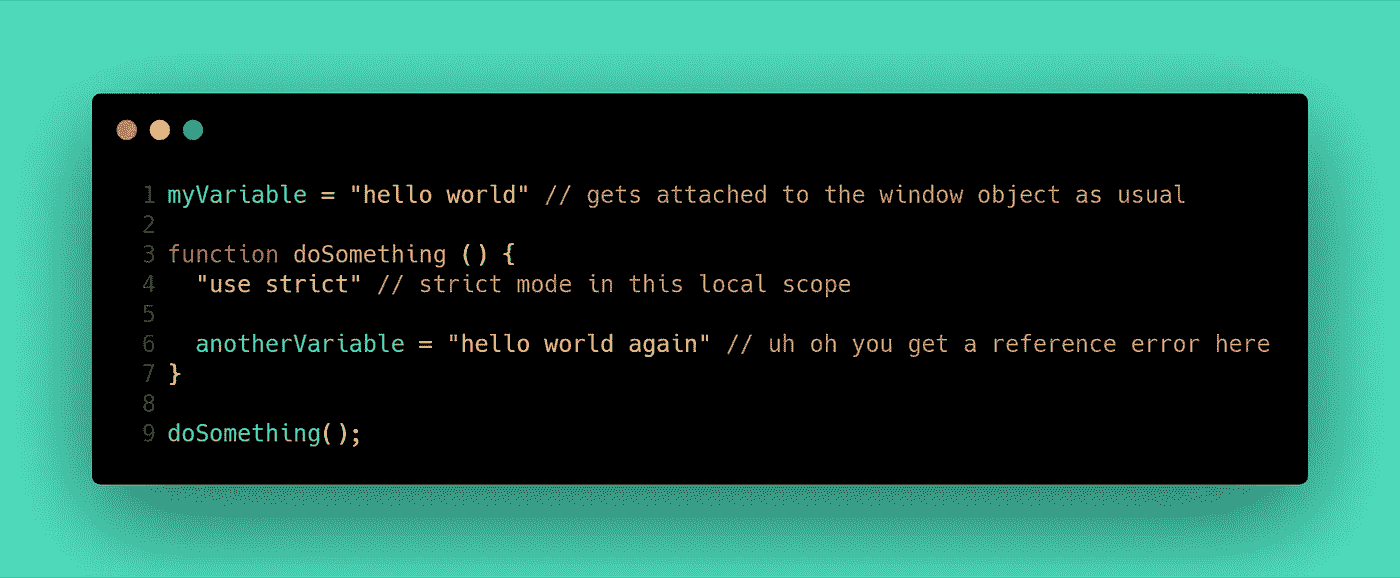 1 myVariable = "hello world" // gets attached to the window object as usual
2
3 function doSomething () {
4   "use strict" // strict mode in this local scope
5
6   anotherVariable = "hello world again" // uh oh you get a reference error here
7 }
8
9 doSomething();